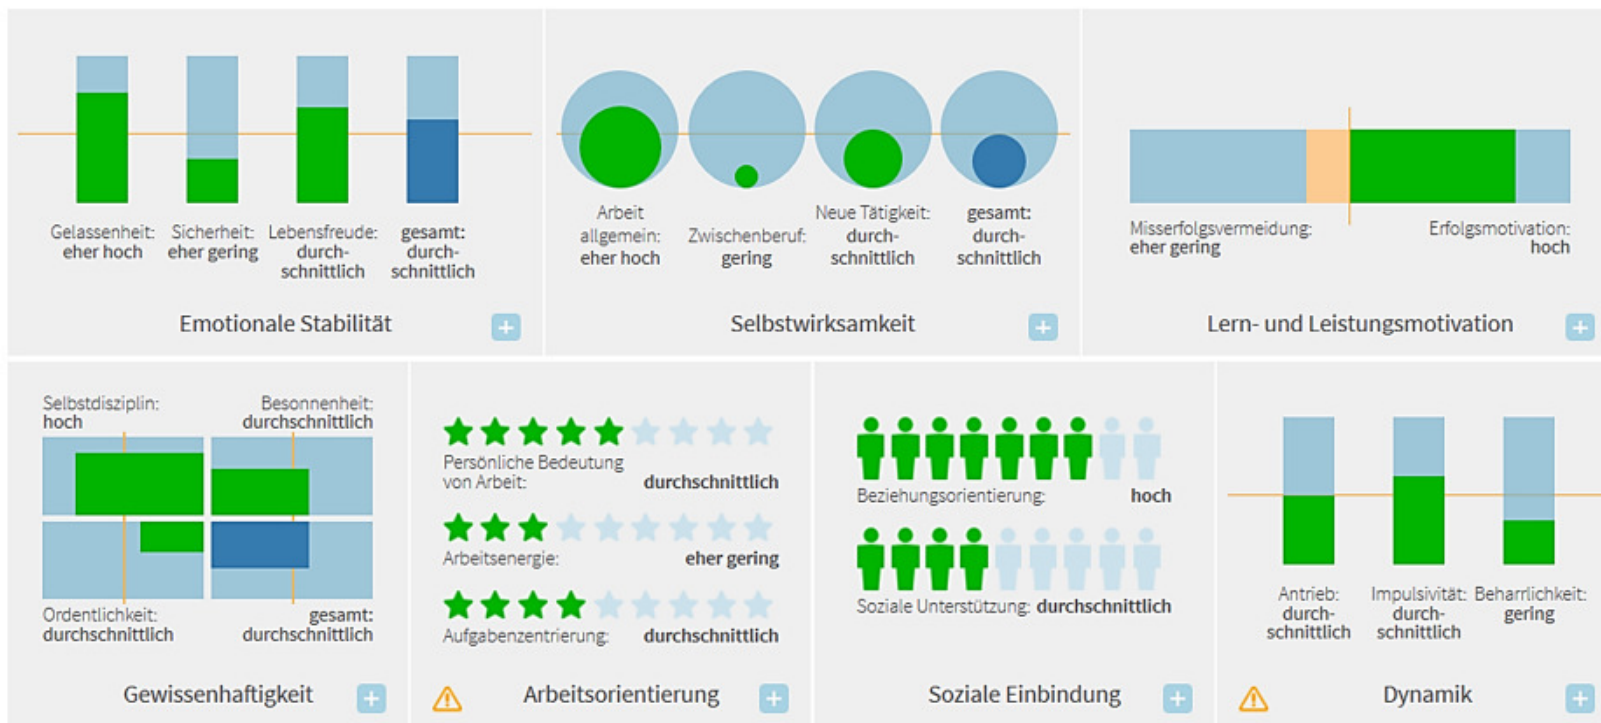 Gelassenheit:
eher hoch
Sicherheit:
eher gering
Lebensfreude:
durch-
schnittlich
gesamt:
durch-
schnittlich
Emotionale Stabilität
Arbeit
allgemein:
eher hoch
Zwischenberuf:
gering
Neue Tätigkeit:
durch-
schnittlich
gesamt:
durch-
schnittlich
Selbstwirksamkeit
Misserfolgsvermeidung:
eher gering
Erfolgsmotivation:
hoch
Lern- und Leistungsmotivation
Selbstdisziplin:
hoch
Besonnenheit:
durchschnittlich
Ordentlichkeit:
durchschnittlich
gesamt:
durchschnittlich
Gewissenhaftigkeit
Persönliche Bedeutung
von Arbeit: durchschnittlich
Arbeitsenergie: eher gering
Aufgabenzentrierung: durchschnittlich
Arbeitsorientierung
Beziehungsorientierung: hoch
Soziale Unterstützung: durchschnittlich
Soziale Einbindung
Antrieb:
durch-
schnittlich
Impulsivität:
durch-
schnittlich
Beharrlichkeit:
gering
Dynamik